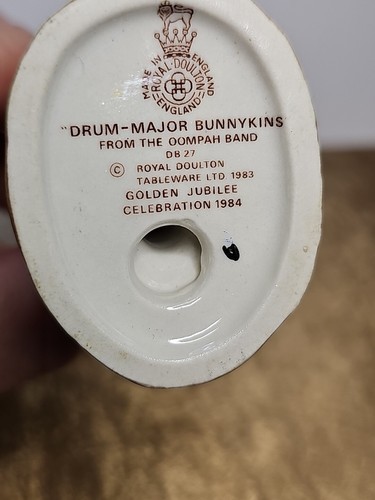 MADE IN ENGLAND
ROYAL·DOULTON
ENGLAND
"DRUM-MAJOR BUNNYKINS
FROM THE OOMPAH BAND
DB 27
© ROYAL DOULTON
TABLEWARE LTD 1983
GOLDEN JUBILEE
CELEBRATION 1984